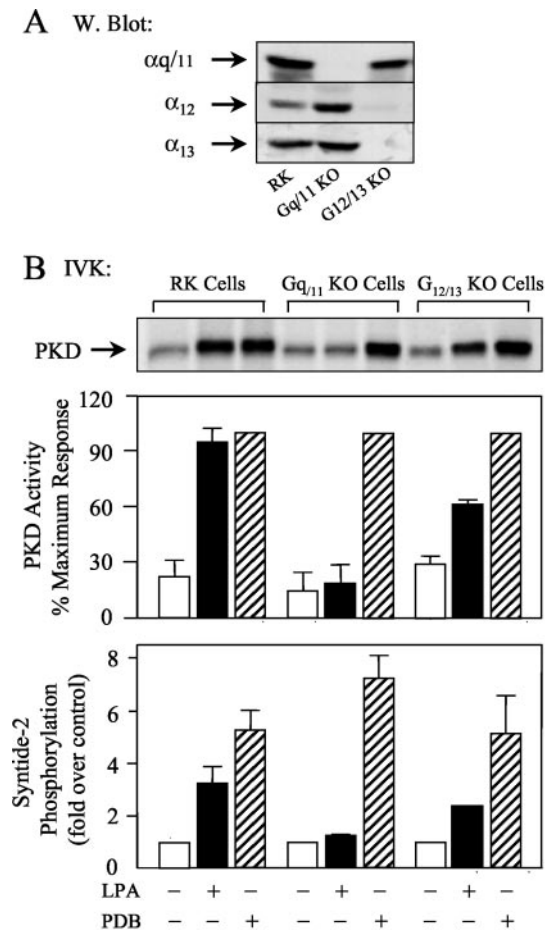 A W. Blot:
αq/11
α12
α13
RK
Gq/11 KO
G12/13 KO
B IVK:
RK Cells Gq/11 KO Cells G12/13 KO Cells
PKD
PKD Activity
% Maximum Response
120
90
60
30
0
Syntide-2
Phosphorylation
(fold over control)
8
6
4
2
0
LPA − + − − + − − + −
PDB − − + − − + − − +